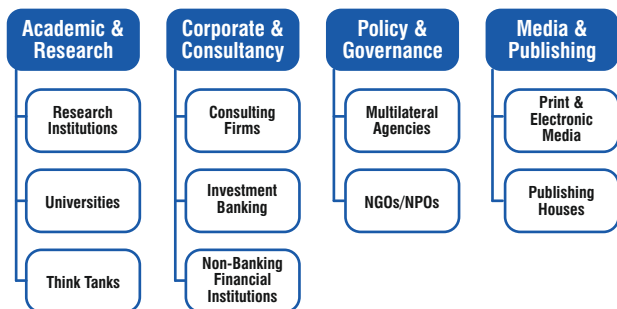 Academic &
Research
Research
Institutions
Universities
Think Tanks
Corporate &
Consultancy
Consulting
Firms
Investment
Banking
Non-Banking
Financial
Institutions
Policy &
Governance
Multilateral
Agencies
NGOs/NPOs
Media &
Publishing
Print &
Electronic
Media
Publishing
Houses